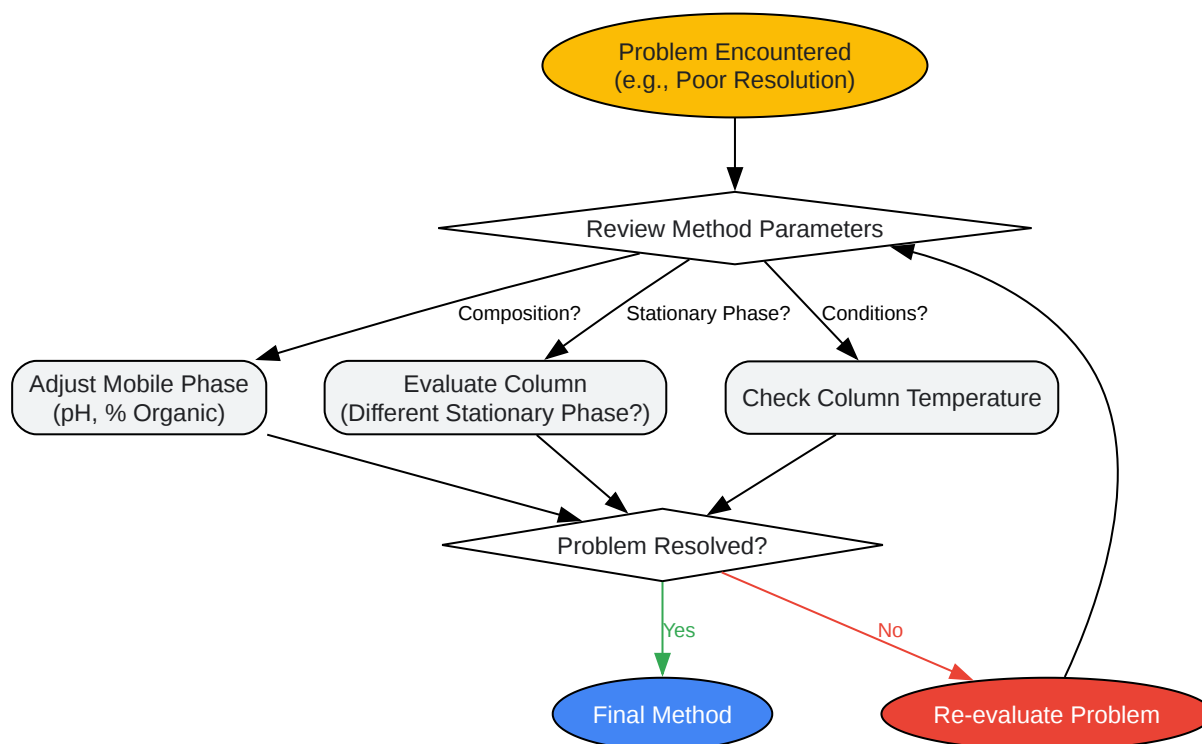 Problem Encountered
(e.g., Poor Resolution)
Review Method Parameters
Composition?
Stationary Phase?
Conditions?
Adjust Mobile Phase
(pH, % Organic)
Evaluate Column
(Different Stationary Phase?)
Check Column Temperature
Problem Resolved?
Yes
No
Final Method
Re-evaluate Problem